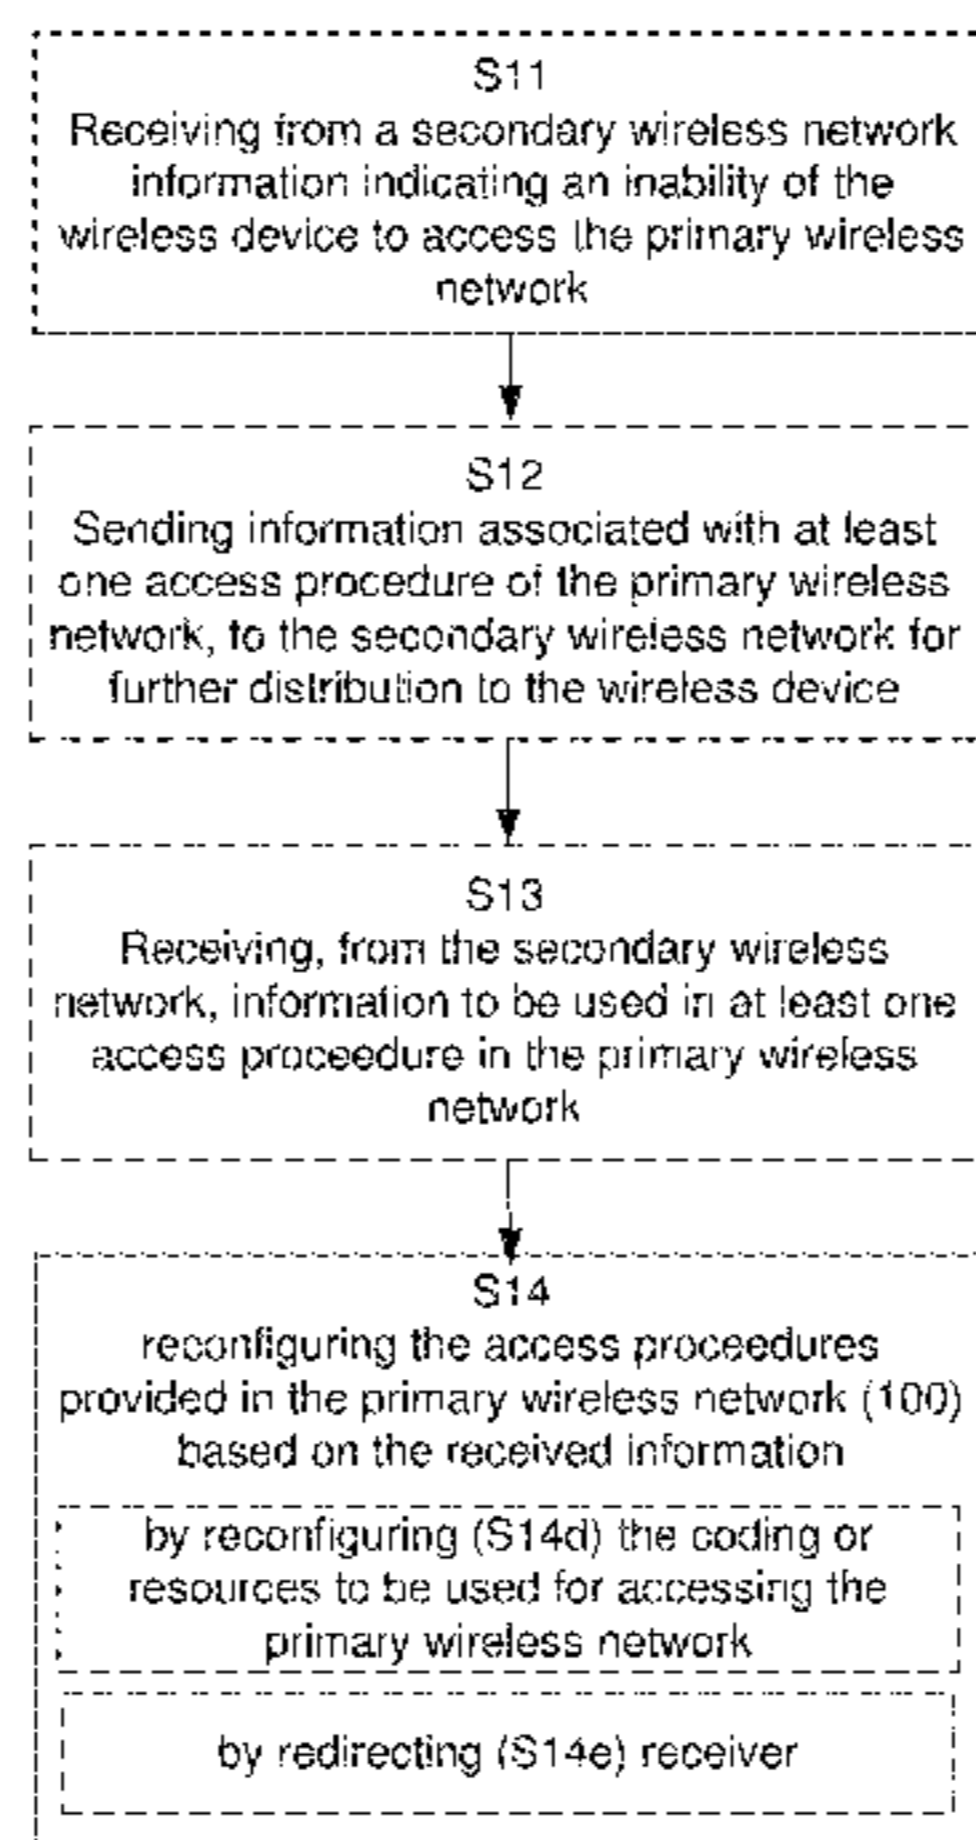 S11
Receiving from a secondary wireless network
information indicating an inability of the
wireless device to access the primary wireless
network
S12
Sending information associated with at least
one access procedure of the primary wireless
network, to the secondary wireless network for
further distribution to the wireless device
S13
Receiving, from the secondary wireless
network, information to be used in at least one
access proceedure in the primary wireless
network
S14
reconfiguring the access proceedures
provided in the primary wireless network (100)
based on the received information
by reconfiguring (S14d) the coding or
resources to be used for accessing the
primary wireless network
by redirecting (S14e) receiver